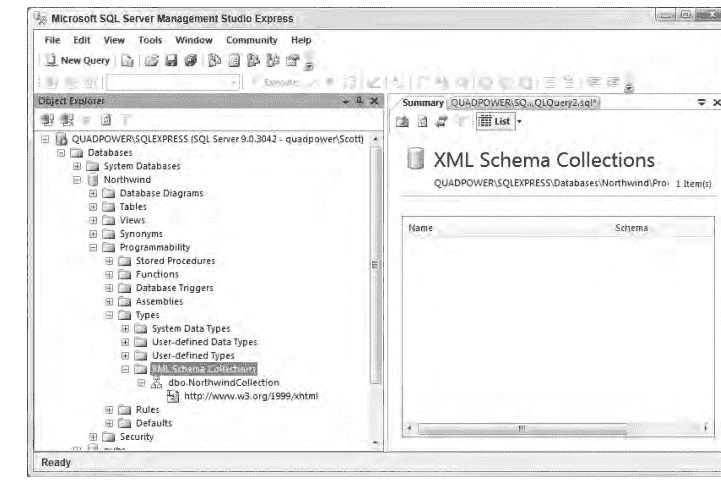 Microsoft SQL Server Management Studio Express
File Edit View Tools Window Community Help
New Query
Execute
Object Explorer
QUADPOWER\SQLEXPRESS (SQL Server 9.0.3042 - quadpower\Scott)
Databases
System Databases
Northwind
Database Diagrams
Tables
Views
Synonyms
Programmability
Stored Procedures
Functions
Database Triggers
Assemblies
Types
System Data Types
User-defined Data Types
User-defined Types
XML Schema Collections
dbo.NorthwindCollection
http://www.w3.org/1999/xhtml
Rules
Defaults
Security
Summary QUADPOWER\SQ...QLQuery2.sql*
List
XML Schema Collections
QUADPOWER\SQLEXPRESS\Databases\Northwind\Pro 1 Item(s)
Name Schema
Ready